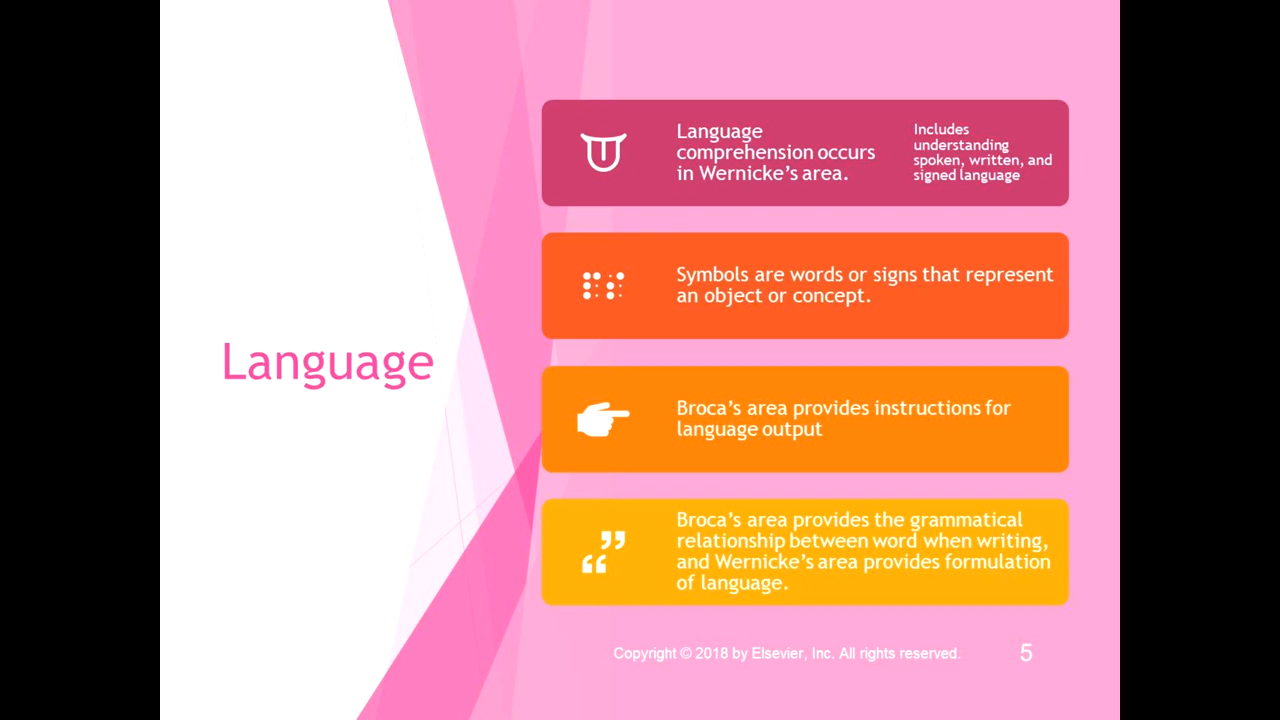 Language
Language
comprehension occurs
in Wernicke’s area.
Includes
understanding
spoken, written, and
signed language
Symbols are words or signs that represent
an object or concept.
Broca’s area provides instructions for
language output
Broca’s area provides the grammatical
relationship between word when writing,
and Wernicke’s area provides formulation
of language.
Copyright © 2018 by Elsevier, Inc. All rights reserved.
5